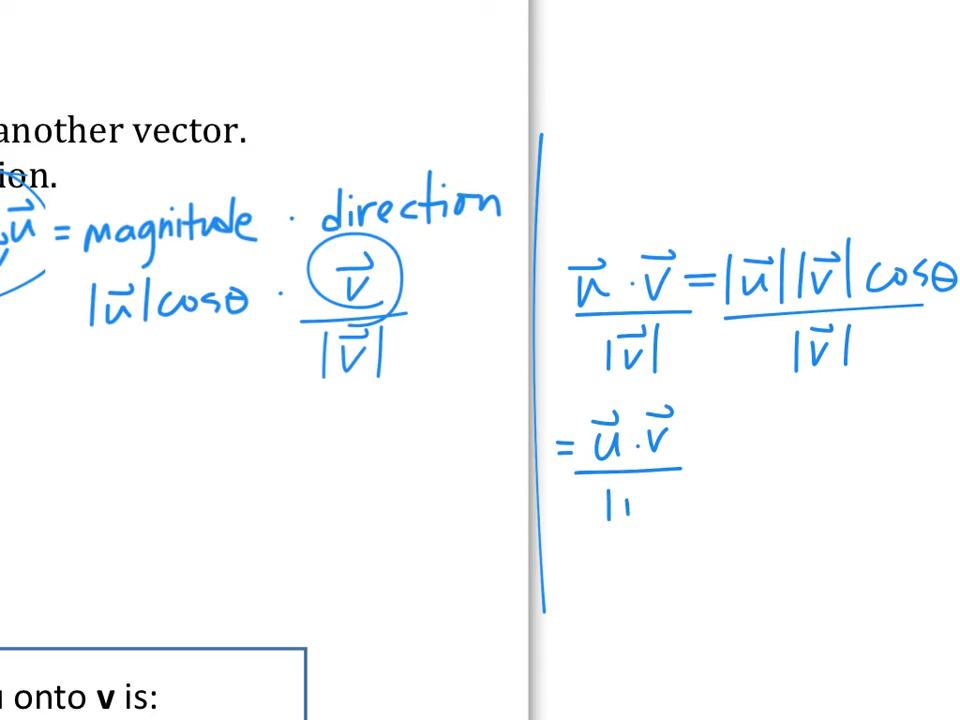 another vector.
ion.
u⃗ = magnitude · direction
|u⃗| cosθ · v⃗ / |v⃗|
u⃗ · v⃗ / |v⃗| = |u⃗| |v⃗| cosθ / |v⃗|
= u⃗ · v⃗ / |ı
onto v is: